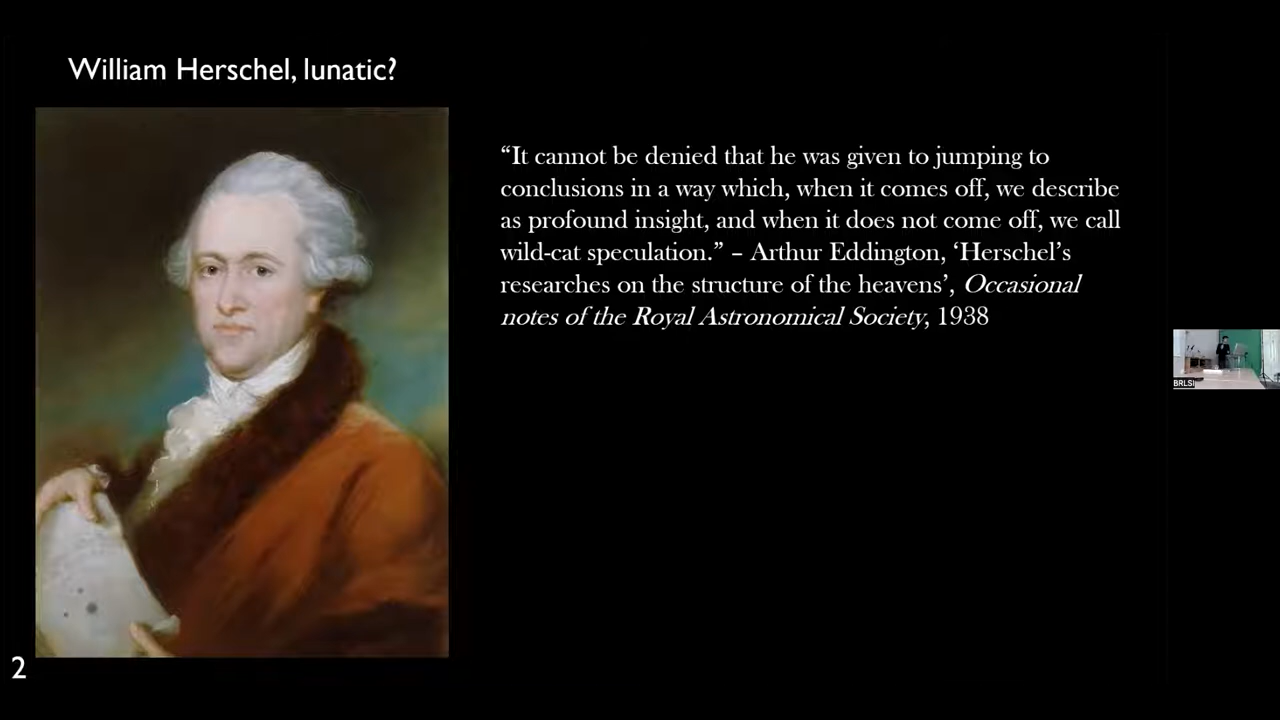 William Herschel, lunatic?
“It cannot be denied that he was given to jumping to
conclusions in a way which, when it comes off, we describe
as profound insight, and when it does not come off, we call
wild-cat speculation.” – Arthur Eddington, ‘Herschel’s
researches on the structure of the heavens’, Occasional
notes of the Royal Astronomical Society, 1938
BRLSI
2